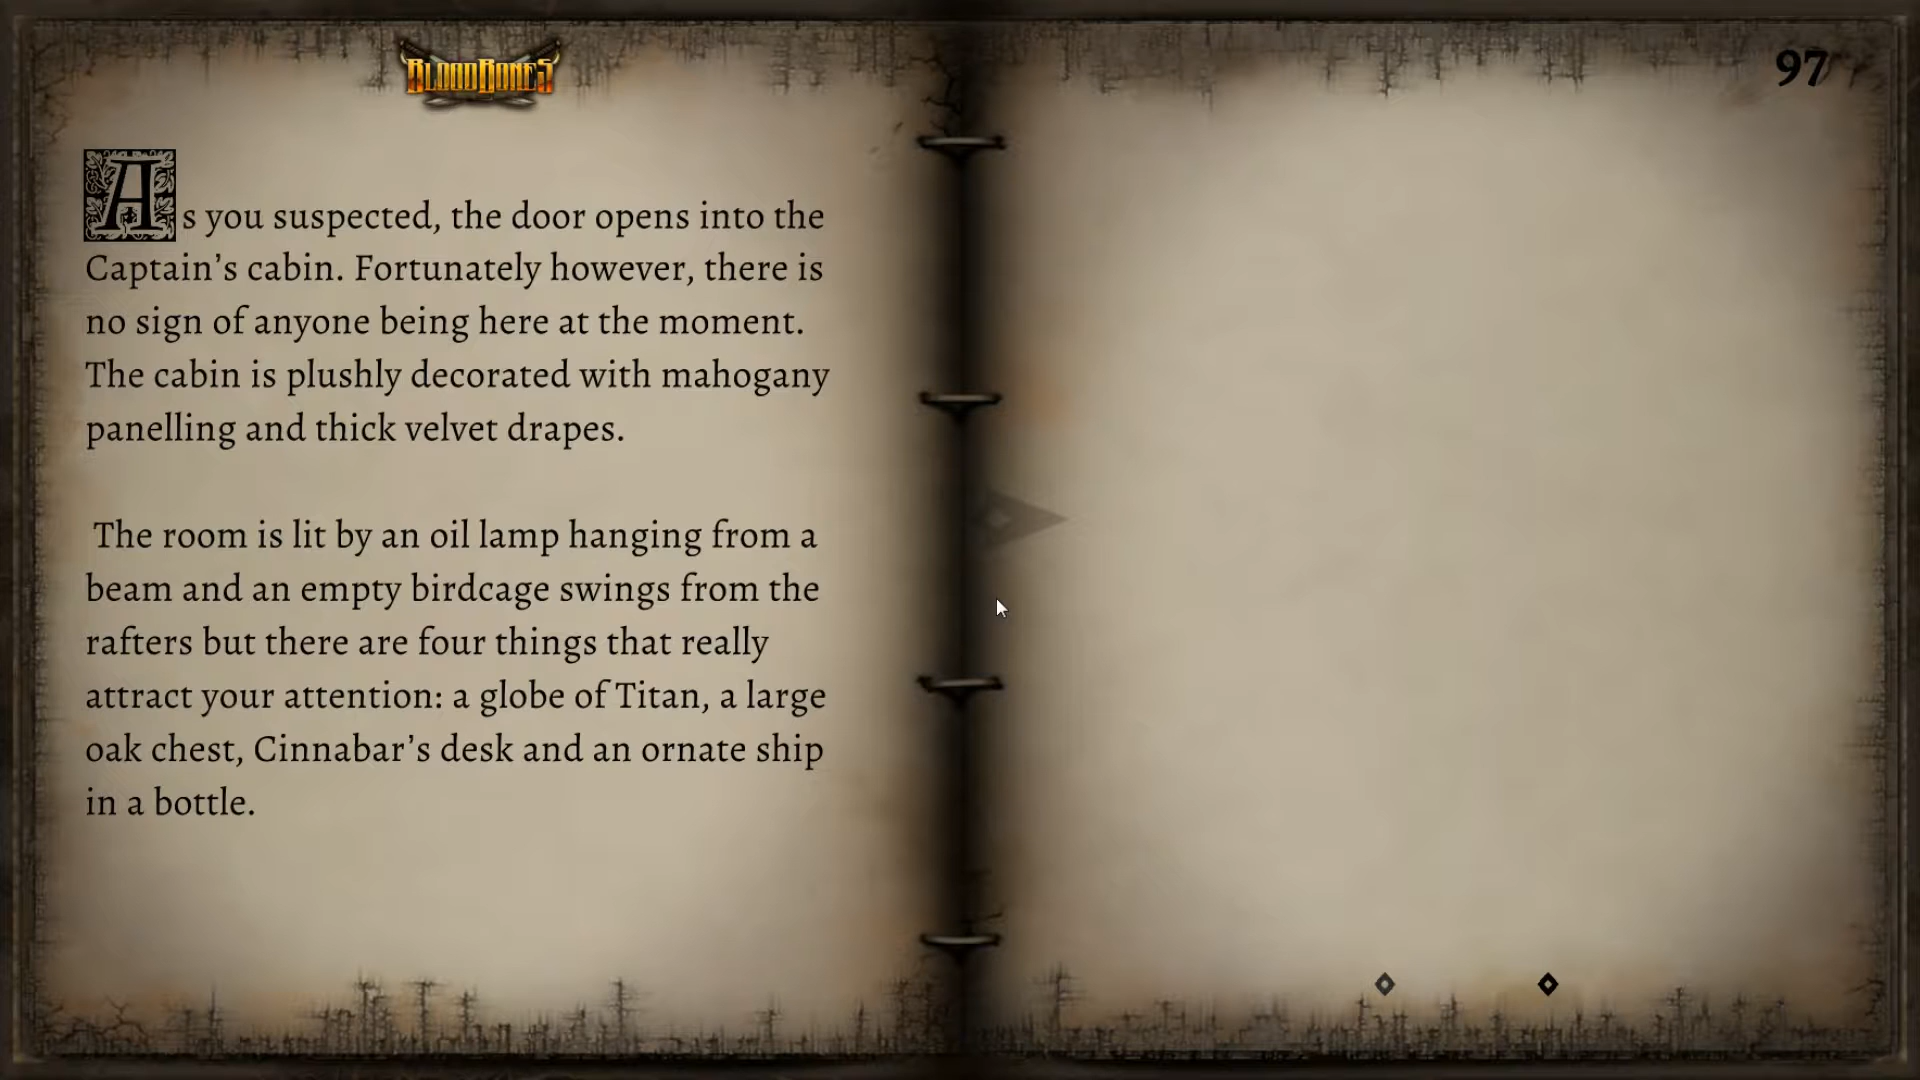 BLOODBONES
97
As you suspected, the door opens into the
Captain’s cabin. Fortunately however, there is
no sign of anyone being here at the moment.
The cabin is plushly decorated with mahogany
panelling and thick velvet drapes.
The room is lit by an oil lamp hanging from a
beam and an empty birdcage swings from the
rafters but there are four things that really
attract your attention: a globe of Titan, a large
oak chest, Cinnabar’s desk and an ornate ship
in a bottle.